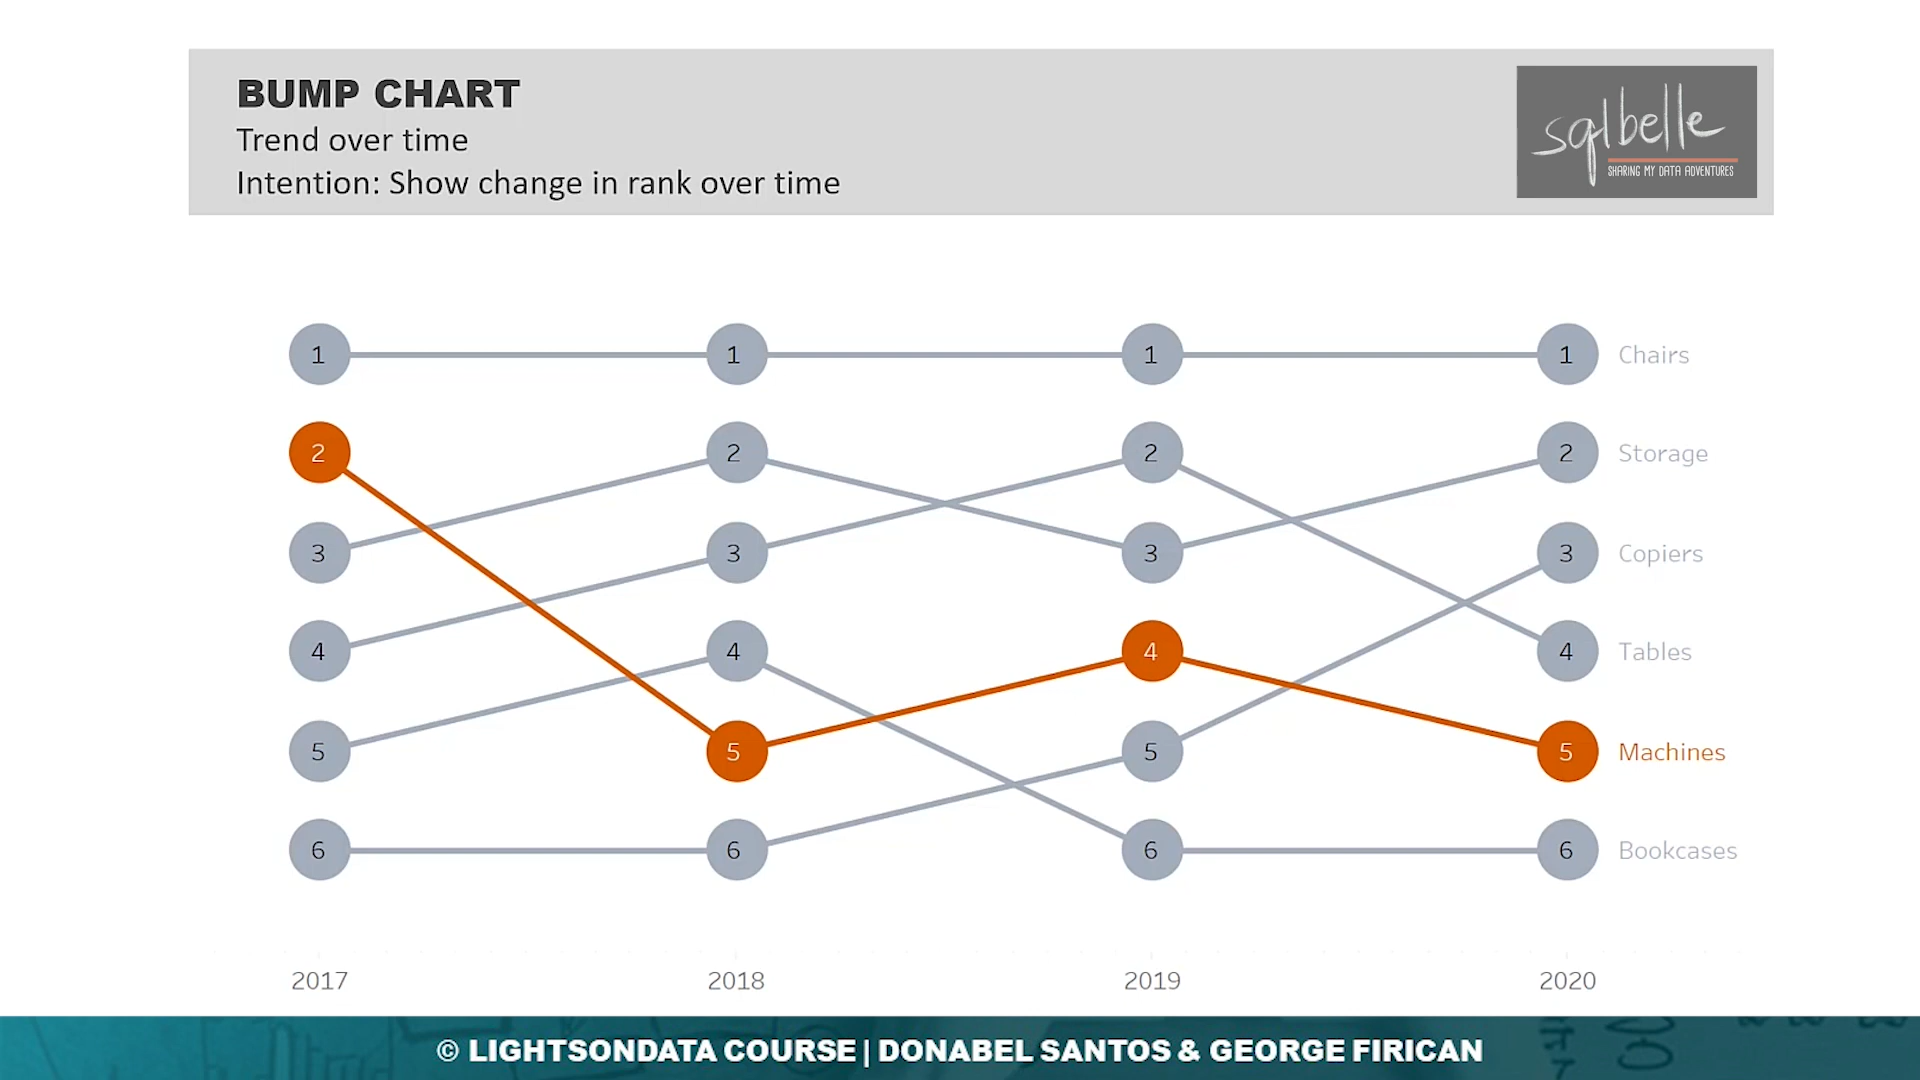 BUMP CHART
Trend over time
Intention: Show change in rank over time
sqlbelle
SHARING MY DATA ADVENTURES
1 1 1 1 Chairs
2 2 2 2 Storage
3 3 3 3 Copiers
4 4 4 4 Tables
5 5 5 5 Machines
6 6 6 6 Bookcases
2017 2018 2019 2020
© LIGHTSONDATA COURSE | DONABEL SANTOS & GEORGE FIRICAN